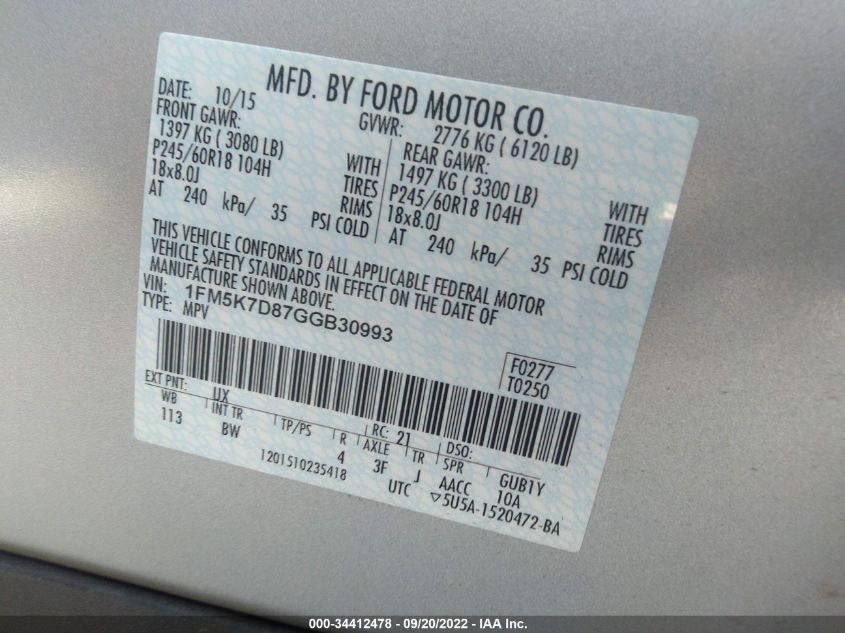 MFD. BY FORD MOTOR CO.
DATE: 10/15 GVWR: 2776 KG ( 6120 LB)
FRONT GAWR: REAR GAWR:
1397 KG ( 3080 LB) WITH 1497 KG ( 3300 LB) WITH
P245/60R18 104H TIRES P245/60R18 104H TIRES
18x8.0J RIMS 18x8.0J RIMS
AT 240 kPa/ 35 PSI COLD AT 240 kPa/ 35 PSI COLD
THIS VEHICLE CONFORMS TO ALL APPLICABLE FEDERAL MOTOR
VEHICLE SAFETY STANDARDS IN EFFECT ON THE DATE OF
MANUFACTURE SHOWN ABOVE.
VIN: 1FM5K7D87GGB30993
TYPE: MPV
F0277
T0250
EXT PNT: UX RC: 21 DSO:
WB INT TR TP/PS R AXLE TR SPR GUB1Y
113 BW 4 3F J AACC 10A
1201510235418 UTC ▽5U5A-1520472-BA
000-34412478 - 09/20/2022 - IAA Inc.